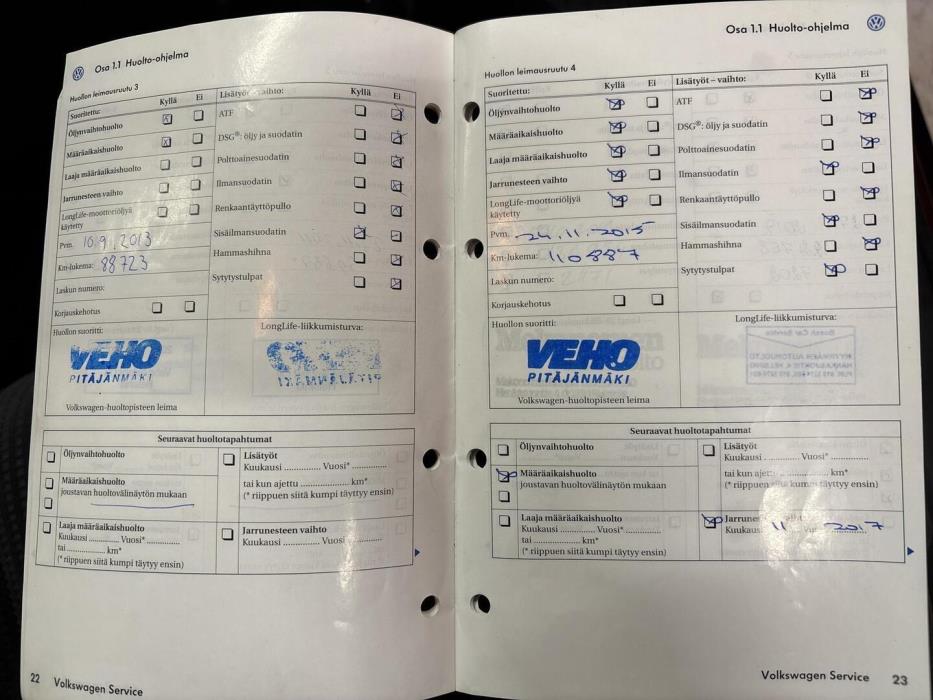 Osa 1.1 Huolto-ohjelma
Huollon leimausruutu 3
Suoritettu: Kyllä Ei Lisätyöt – vaihto: Kyllä Ei
Öljynvaihtohuolto
ATF
Määräaikaishuolto
DSG®: öljy ja suodatin
Laaja määräaikaishuolto
Polttoainesuodatin
Jarrunesteen vaihto
Ilmansuodatin
LongLife-moottoriöljyä
käytetty
Renkaantäyttöpullo
Pvm. 10.9.2013
Sisäilmansuodatin
Km-lukema: 88723
Hammashihna
Laskun numero:
Sytytystulpat
Korjauskehotus
Huollon suoritti:
LongLife-liikkumisturva:
VEHO
PITÄJÄNMÄKI
Volkswagen-huoltopisteen leima
Seuraavat huoltotapahtumat
Öljynvaihtohuolto
Lisätyöt
Kuukausi ............. Vuosi* .............
Määräaikaishuolto
joustavan huoltovälinäytön mukaan
tai kun ajettu .................. km*
(* riippuen siitä kumpi täytyy ensin)
Laaja määräaikaishuolto
Kuukausi ............ Vuosi* ............
tai .............. km*
(* riippuen siitä kumpi täytyy ensin)
Jarrunesteen vaihto
Kuukausi ............. Vuosi .............
22 Volkswagen Service
Osa 1.1 Huolto-ohjelma
Huollon leimausruutu 4
Suoritettu: Kyllä Ei Lisätyöt – vaihto: Kyllä Ei
Öljynvaihtohuolto
ATF
Määräaikaishuolto
DSG®: öljy ja suodatin
Laaja määräaikaishuolto
Polttoainesuodatin
Jarrunesteen vaihto
Ilmansuodatin
LongLife-moottoriöljyä
käytetty
Renkaantäyttöpullo
Pvm. 24.11.2015
Sisäilmansuodatin
Km-lukema: 110887
Hammashihna
Laskun numero:
Sytytystulpat
Korjauskehotus
Huollon suoritti:
LongLife-liikkumisturva:
VEHO
PITÄJÄNMÄKI
Volkswagen-huoltopisteen leima
Seuraavat huoltotapahtumat
Öljynvaihtohuolto
Lisätyöt
Kuukausi ............. Vuosi* .............
Määräaikaishuolto
joustavan huoltovälinäytön mukaan
tai kun ajettu .................. km*
(* riippuen siitä kumpi täytyy ensin)
Laaja määräaikaishuolto
Kuukausi ............ Vuosi* ............
tai .............. km*
(* riippuen siitä kumpi täytyy ensin)
11 2017
Volkswagen Service 23